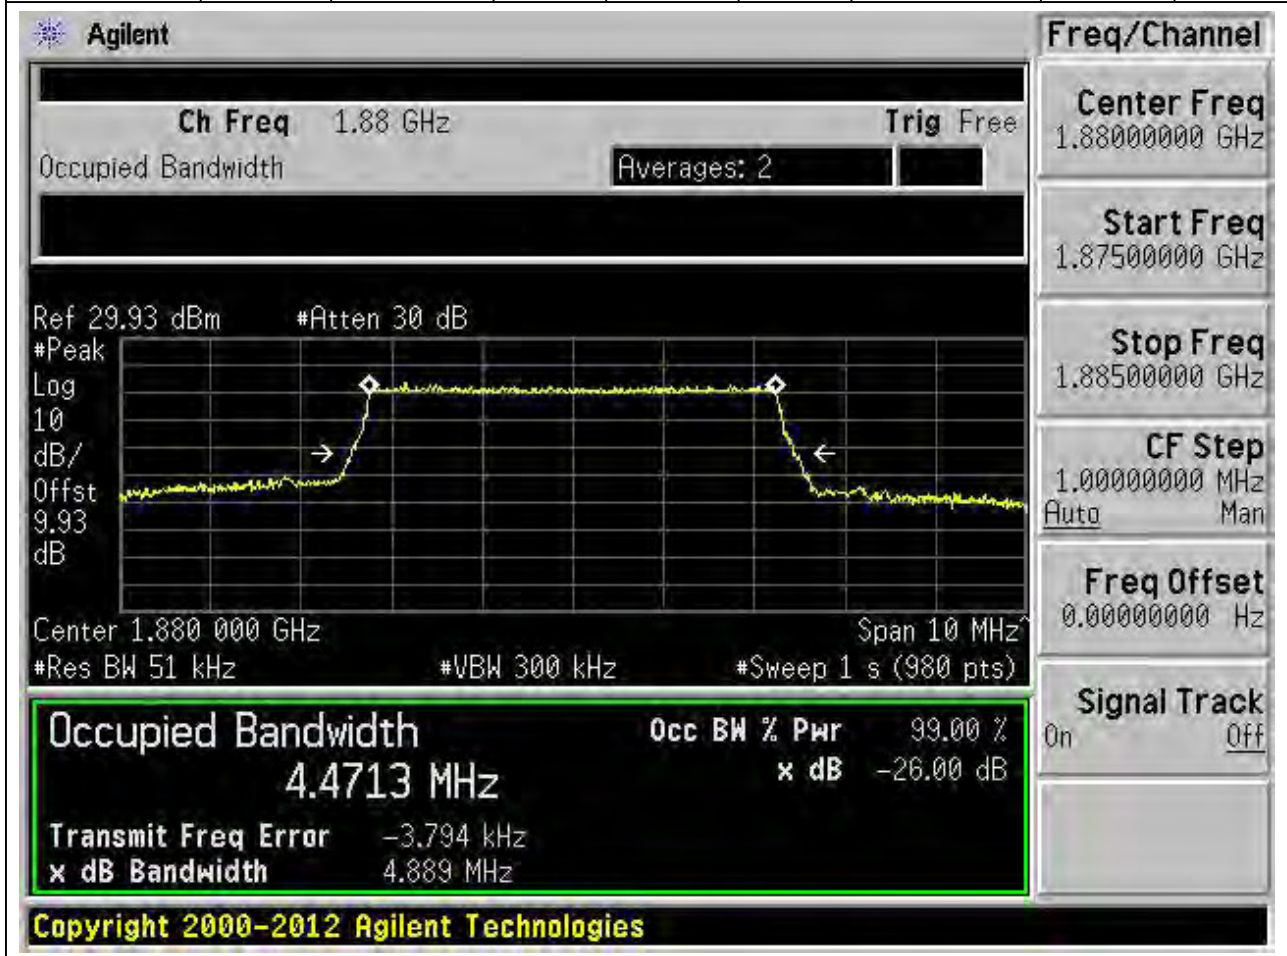 Agilent
Freq/Channel
Ch Freq 1.88 GHz Trig Free
Occupied Bandwidth Averages: 2
Center Freq
1.88000000 GHz
Start Freq
1.87500000 GHz
Stop Freq
1.88500000 GHz
CF Step
1.00000000 MHz
Auto Man
Freq Offset
0.00000000 Hz
Signal Track
On Off
Ref 29.93 dBm #Atten 30 dB
#Peak
Log
10
dB/
Offst
9.93
dB
Center 1.880 000 GHz Span 10 MHz^
#Res BW 51 kHz #VBW 300 kHz #Sweep 1 s (980 pts)
Occupied Bandwidth Occ BW % Pwr 99.00 %
4.4713 MHz x dB -26.00 dB
Transmit Freq Error -3.794 kHz
x dB Bandwidth 4.889 MHz
Copyright 2000-2012 Agilent Technologies